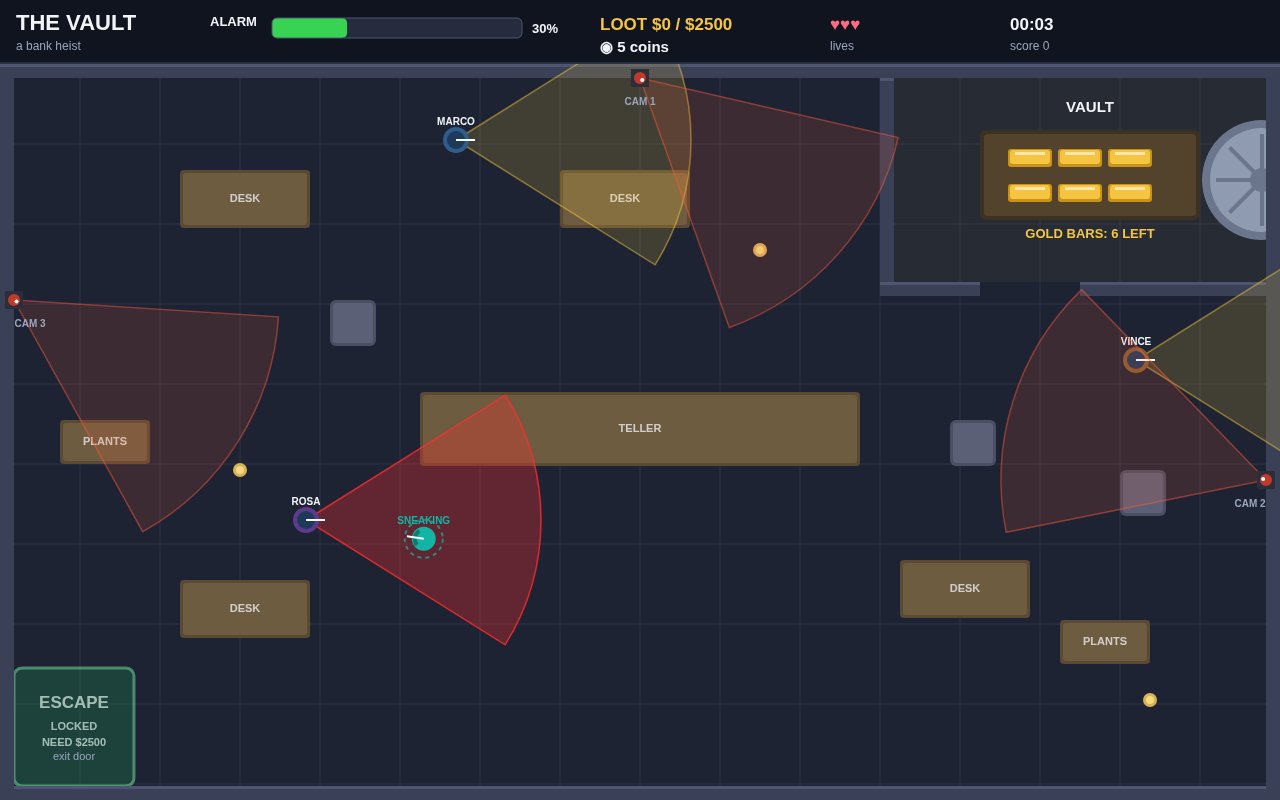 THE VAULT
a bank heist
ALARM
30%
LOOT $0 / $2500
◉ 5 coins
♥♥♥
lives
00:03
score 0
CAM 1
MARCO
VAULT
DESK
DESK
GOLD BARS: 6 LEFT
CAM 3
VINCE
PLANTS
TELLER
ROSA
CAM 2
SNEAKING
DESK
DESK
PLANTS
ESCAPE
LOCKED
NEED $2500
exit door